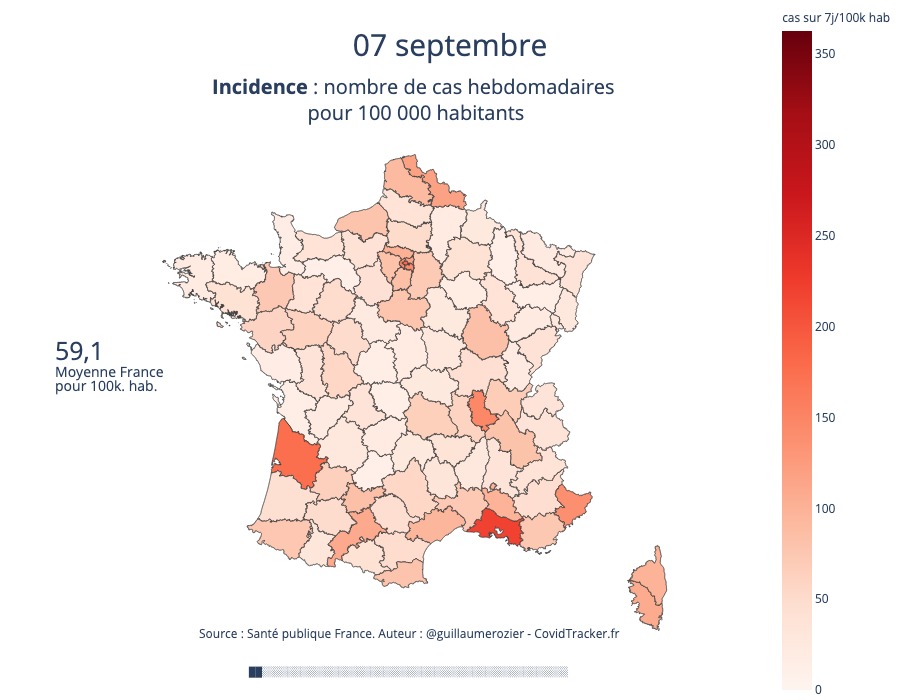 cas sur 7j/100k hab
07 septembre
Incidence : nombre de cas hebdomadaires
pour 100 000 habitants
59,1
Moyenne France
pour 100k. hab.
350
300
250
200
150
100
50
0
Source : Santé publique France. Auteur : @guillaumerozier - CovidTracker.fr